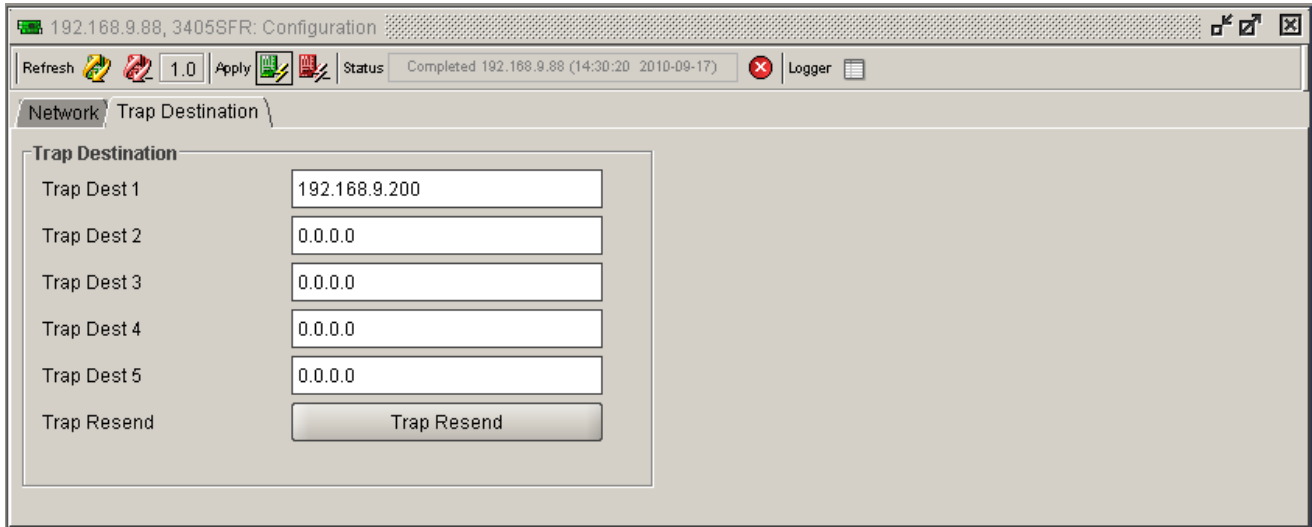 192.168.9.88, 3405SFR: Configuration
Refresh 1.0 Apply Status Completed 192.168.9.88 (14:30:20 2010-09-17) Logger
Network Trap Destination
Trap Destination
Trap Dest 1 192.168.9.200
Trap Dest 2 0.0.0.0
Trap Dest 3 0.0.0.0
Trap Dest 4 0.0.0.0
Trap Dest 5 0.0.0.0
Trap Resend Trap Resend